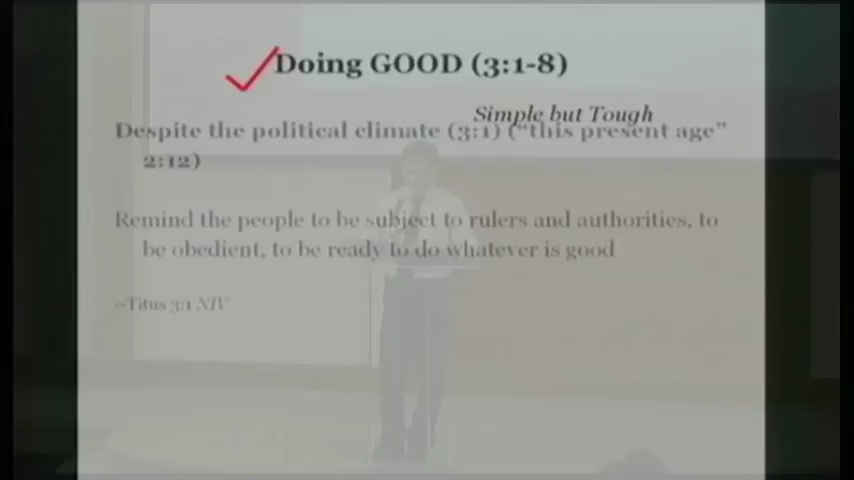 Doing GOOD (3:1-8)
Simple but Tough
Despite the political climate (3:1) ("this present age"
2:12)
Remind the people to be subject to rulers and authorities, to
be obedient, to be ready to do whatever is good
--Titus 3:1 NIV